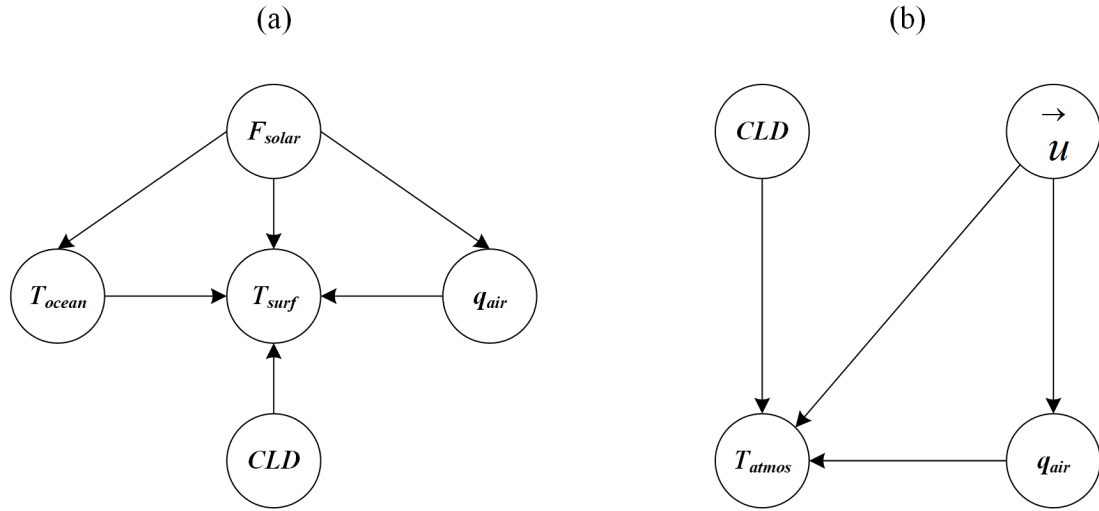 (a)
(b)
F_solar
CLD
→
u
T_ocean
T_surf
q_air
CLD
T_atmos
q_air